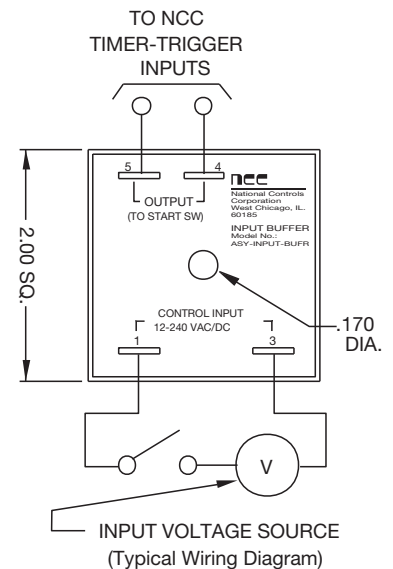 TO NCC
TIMER-TRIGGER
INPUTS
5
4
OUTPUT
(TO START SW)
ncc
National Controls
Corporation
West Chicago, IL.
60185
INPUT BUFFER
Model No.:
ASY-INPUT-BUFR
2.00 SQ.
.170
DIA.
CONTROL INPUT
12-240 VAC/DC
1
3
V
INPUT VOLTAGE SOURCE
(Typical Wiring Diagram)